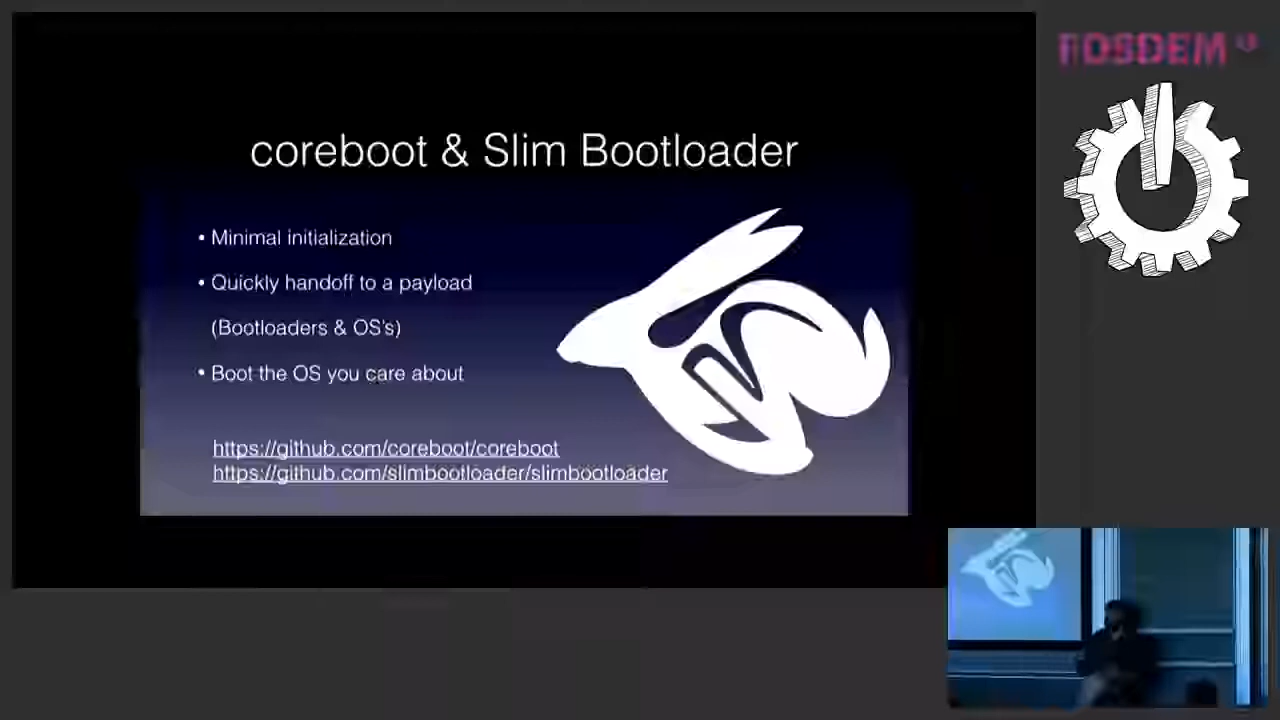 FOSDEM
coreboot & Slim Bootloader
• Minimal initialization
• Quickly handoff to a payload
(Bootloaders & OS's)
• Boot the OS you care about
https://github.com/coreboot/coreboot
https://github.com/slimbootloader/slimbootloader